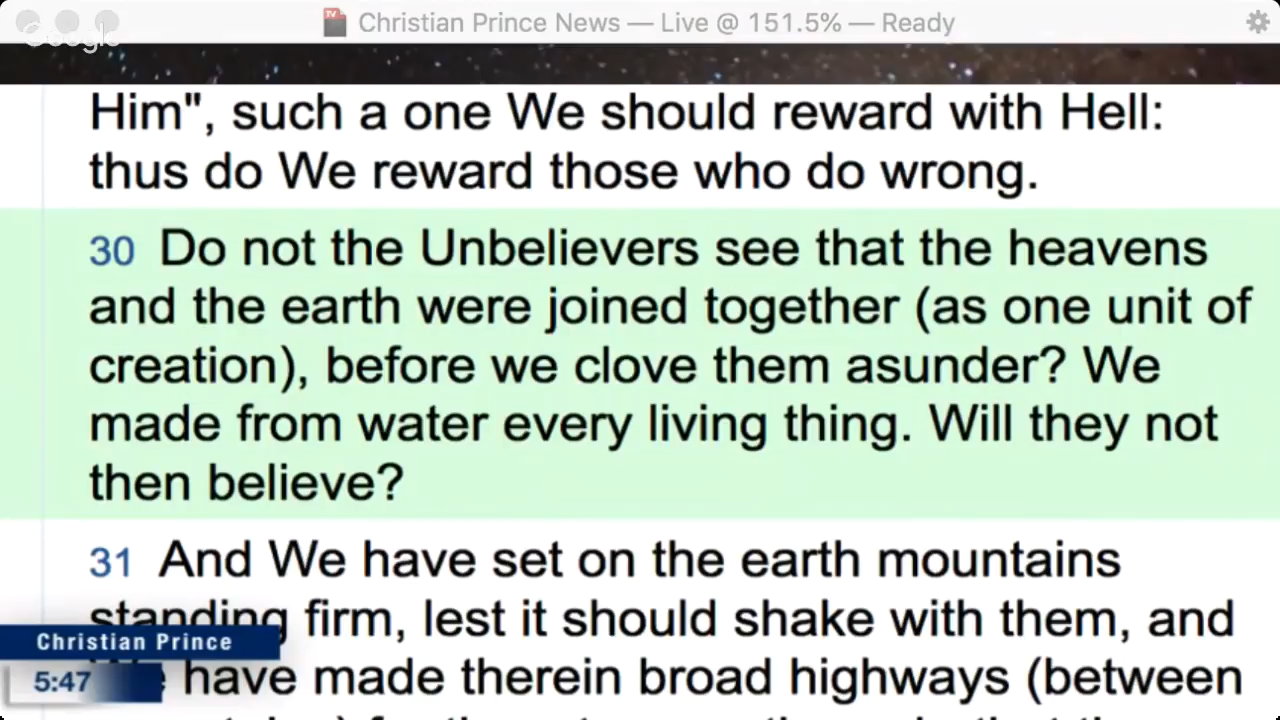 Christian Prince News — Live @ 151.5% — Ready
Google
Him", such a one We should reward with Hell:
thus do We reward those who do wrong.
30 Do not the Unbelievers see that the heavens
and the earth were joined together (as one unit of
creation), before we clove them asunder? We
made from water every living thing. Will they not
then believe?
31 And We have set on the earth mountains
standing firm, lest it should shake with them, and
have made therein broad highways (between
Christian Prince
5:47